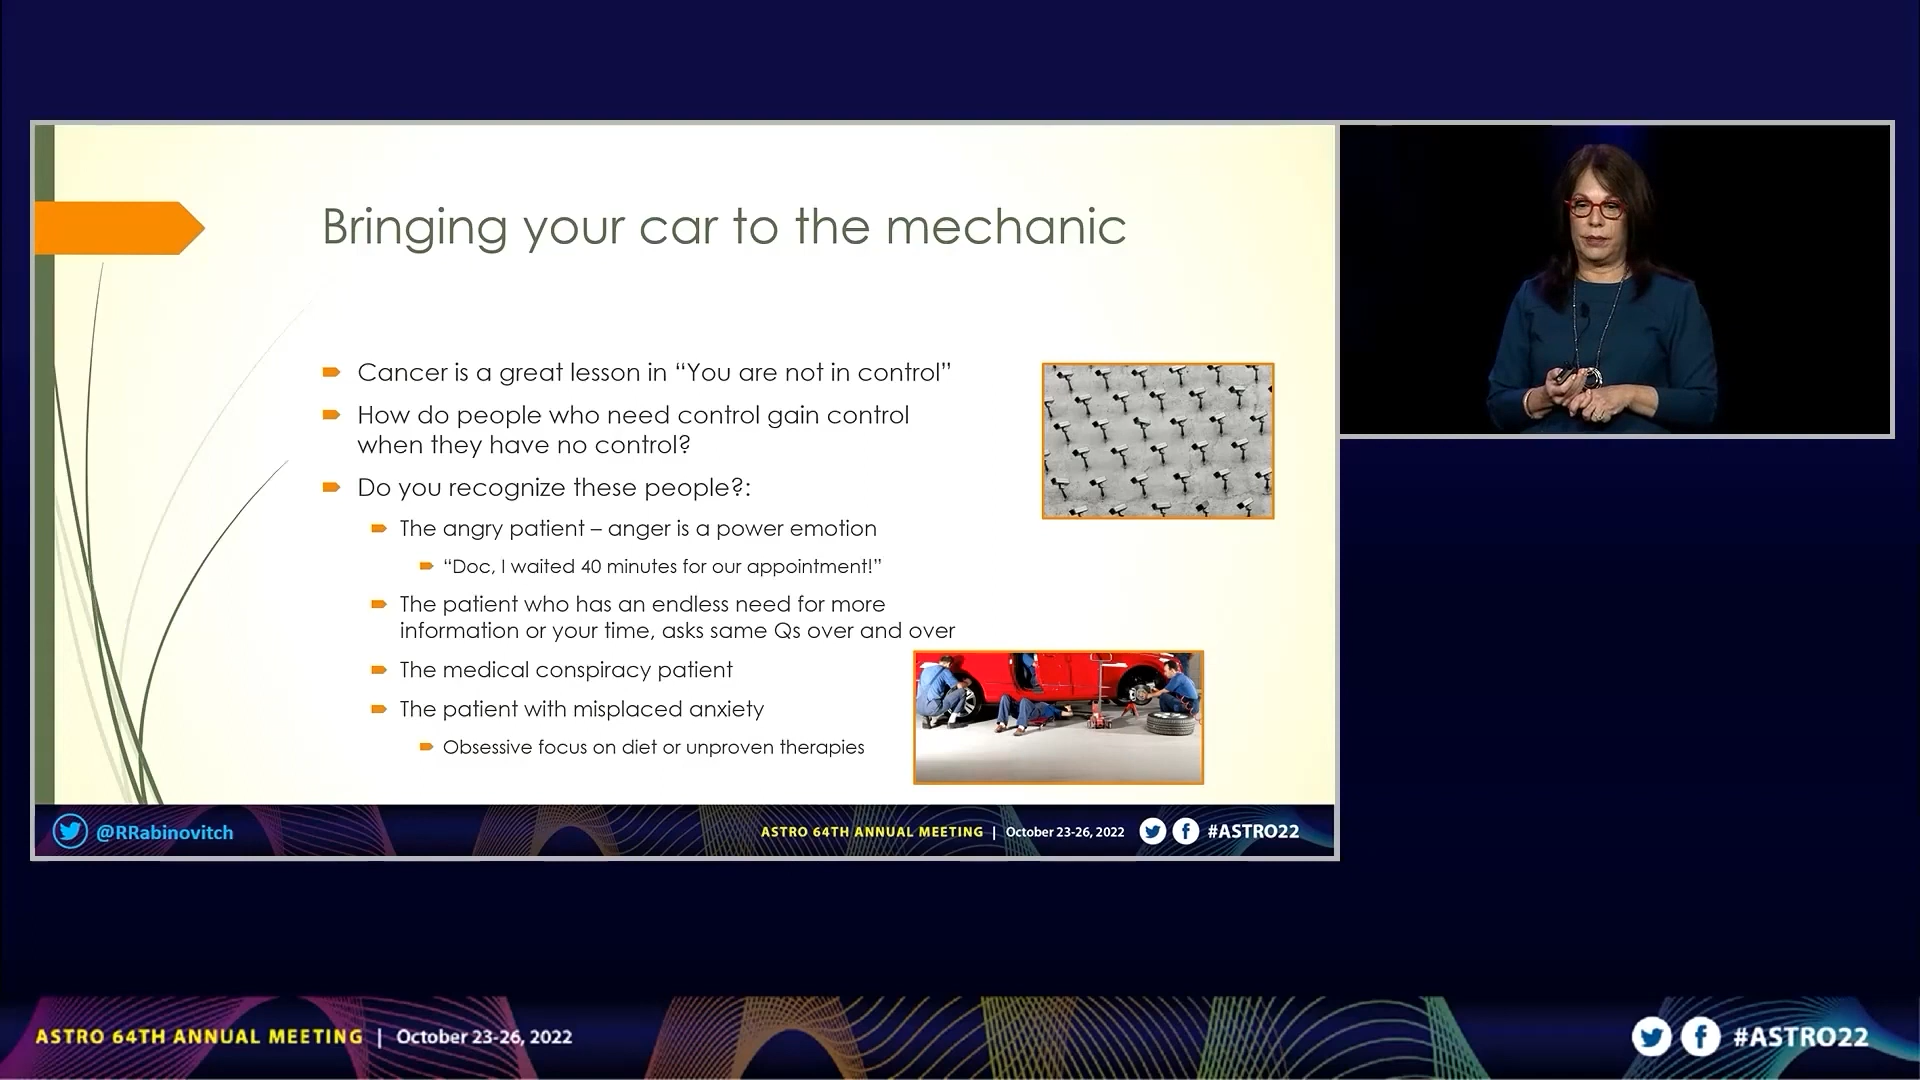 Bringing your car to the mechanic
Cancer is a great lesson in “You are not in control”
How do people who need control gain control
when they have no control?
Do you recognize these people?:
The angry patient – anger is a power emotion
“Doc, I waited 40 minutes for our appointment!”
The patient who has an endless need for more
information or your time, asks same Qs over and over
The medical conspiracy patient
The patient with misplaced anxiety
Obsessive focus on diet or unproven therapies
@RRabinovitch
ASTRO 64TH ANNUAL MEETING | October 23-26, 2022 #ASTRO22
ASTRO 64TH ANNUAL MEETING | October 23-26, 2022 #ASTRO22